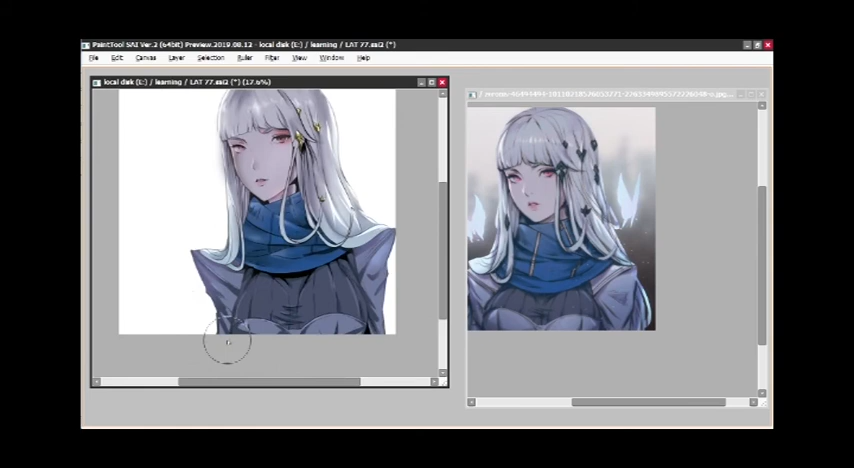 PaintTool SAI Ver.2 (64bit) Preview.2019.08.12 - local disk (E:) / learning / LAT 77.sai2 (*)
File Edit Canvas Layer Selection Ruler Filter View Window Help
local disk (E:) / learning / LAT 77.sai2 (*) (17.6%)